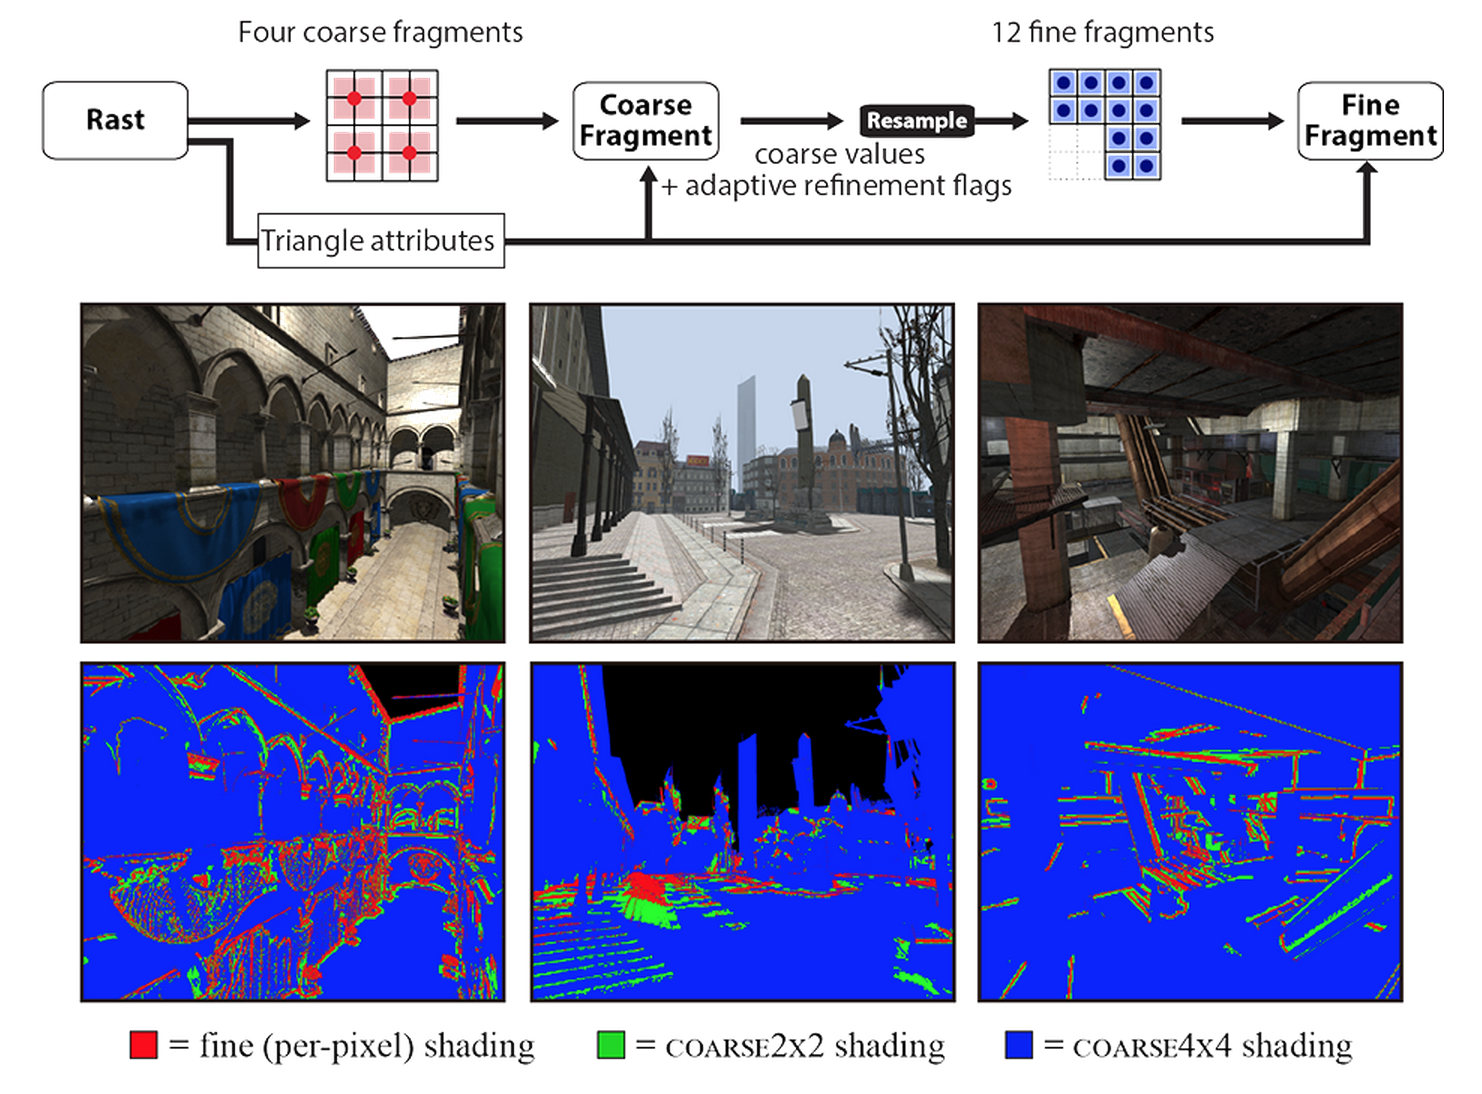 Four coarse fragments
12 fine fragments
Rast
Coarse
Fragment
Resample
Fine
Fragment
coarse values
+ adaptive refinement flags
Triangle attributes
= fine (per-pixel) shading
= COARSE2X2 shading
= COARSE4X4 shading